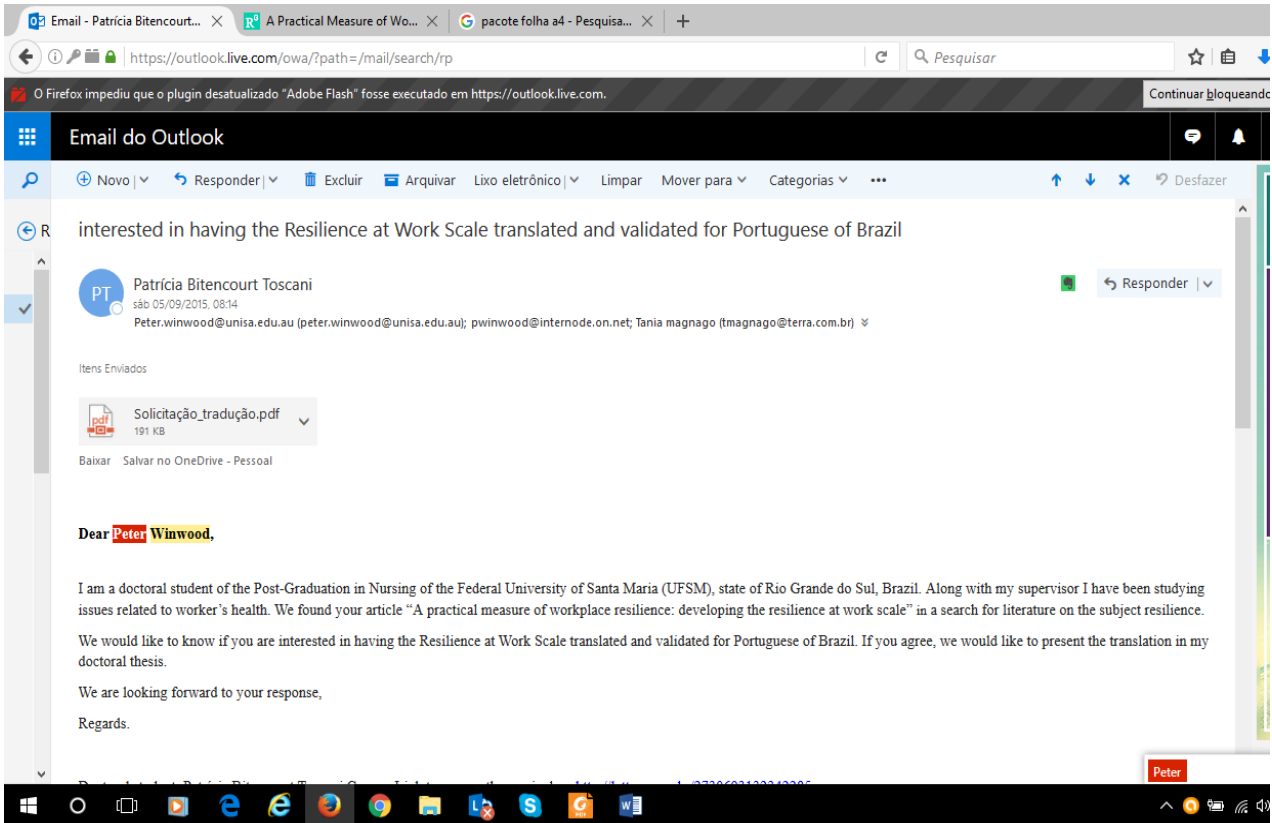 Email - Patrícia Bitencourt...
A Practical Measure of Wo...
pacote folha a4 - Pesquisa...
https://outlook.live.com/owa/?path=/mail/search/rp
Pesquisar
O Firefox impediu que o plugin desatualizado "Adobe Flash" fosse executado em https://outlook.live.com.
Continuar bloqueando
Email do Outlook
Novo
Responder
Excluir
Arquivar
Lixo eletrônico
Limpar
Mover para
Categorias
Desfazer
R
interested in having the Resilience at Work Scale translated and validated for Portuguese of Brazil
PT
Patrícia Bitencourt Toscani
Responder
sáb 05/09/2015, 08:14
Peter.winwood@unisa.edu.au (peter.winwood@unisa.edu.au); pwinwood@internode.on.net; Tania magnago (tmagnago@terra.com.br)
Itens Enviados
pdf
Solicitação_tradução.pdf
191 KB
Baixar Salvar no OneDrive - Pessoal
Dear Peter Winwood,
I am a doctoral student of the Post-Graduation in Nursing of the Federal University of Santa Maria (UFSM), state of Rio Grande do Sul, Brazil. Along with my supervisor I have been studying
issues related to worker's health. We found your article "A practical measure of workplace resilience: developing the resilience at work scale" in a search for literature on the subject resilience.
We would like to know if you are interested in having the Resilience at Work Scale translated and validated for Portuguese of Brazil. If you agree, we would like to present the translation in my
doctoral thesis.
We are looking forward to your response,
Regards.
Peter